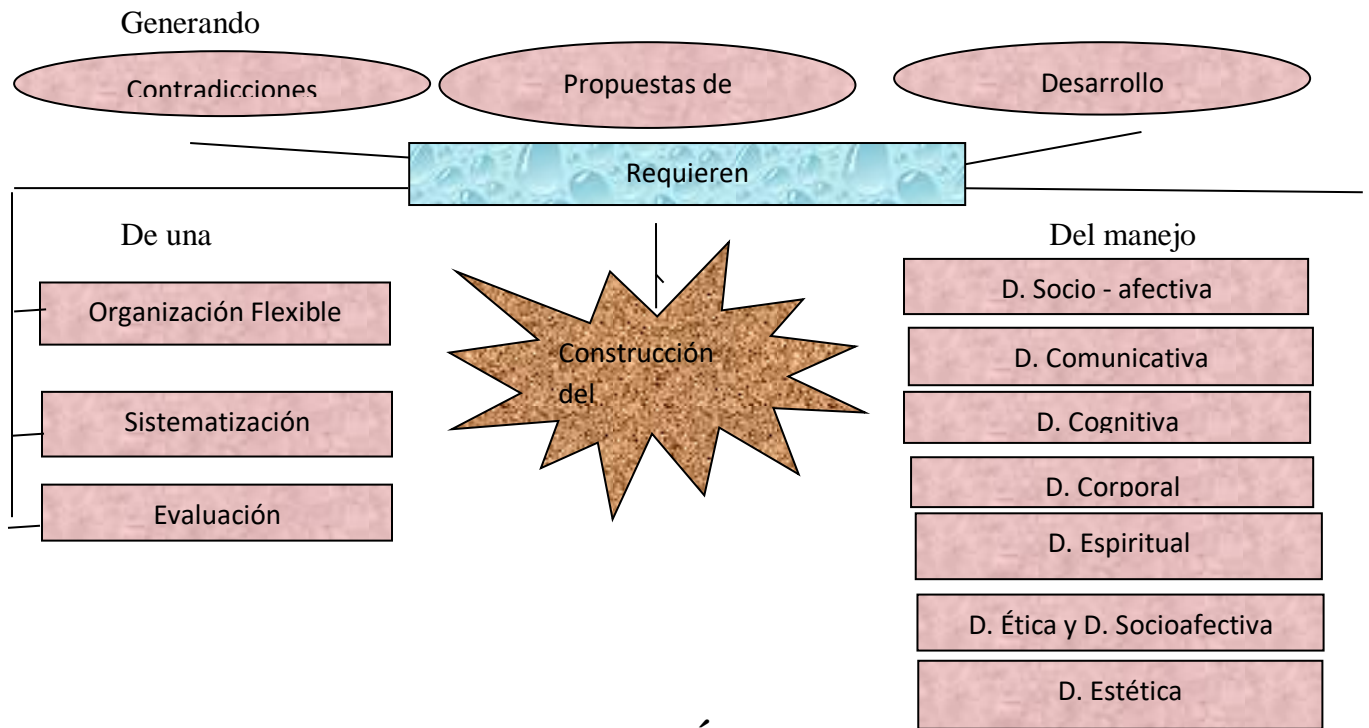 Generando
Contradicciones
Propuestas de
Desarrollo
Requieren
De una
Organización Flexible
Sistematización
Evaluación
Construcción
del
Del manejo
D. Socio - afectiva
D. Comunicativa
D. Cognitiva
D. Corporal
D. Espiritual
D. Ética y D. Socioafectiva
D. Estética